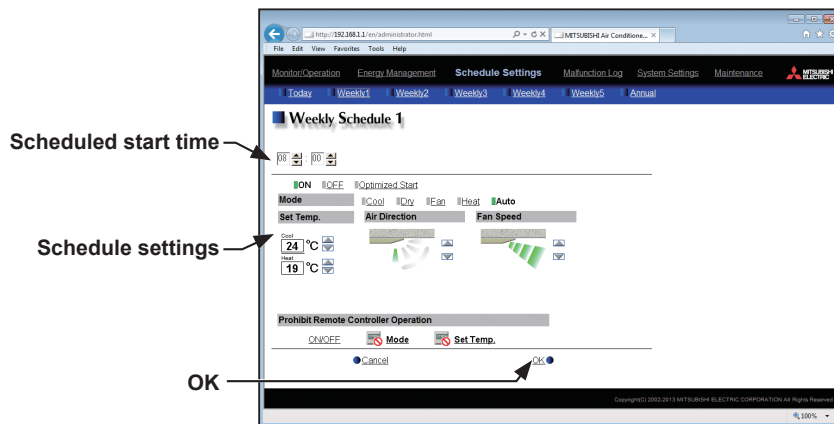 http://192.168.1.1/en/administrator.html
MITSUBISHI Air Conditione...
File Edit View Favorites Tools Help
Monitor/Operation Energy Management Schedule Settings Malfunction Log System Settings Maintenance MITSUBISHI ELECTRIC
Today Weekly1 Weekly2 Weekly3 Weekly4 Weekly5 Annual
Weekly Schedule 1
Scheduled start time
08 : 00
ON OFF Optimized Start
Mode Cool Dry Fan Heat Auto
Set Temp. Air Direction Fan Speed
Schedule settings
Cool
24 °C
Heat
19 °C
Prohibit Remote Controller Operation
ON/OFF Mode Set Temp.
Cancel OK
OK
Copyright(C) 2002-2013 MITSUBISHI ELECTRIC CORPORATION All Rights Reserved
100%